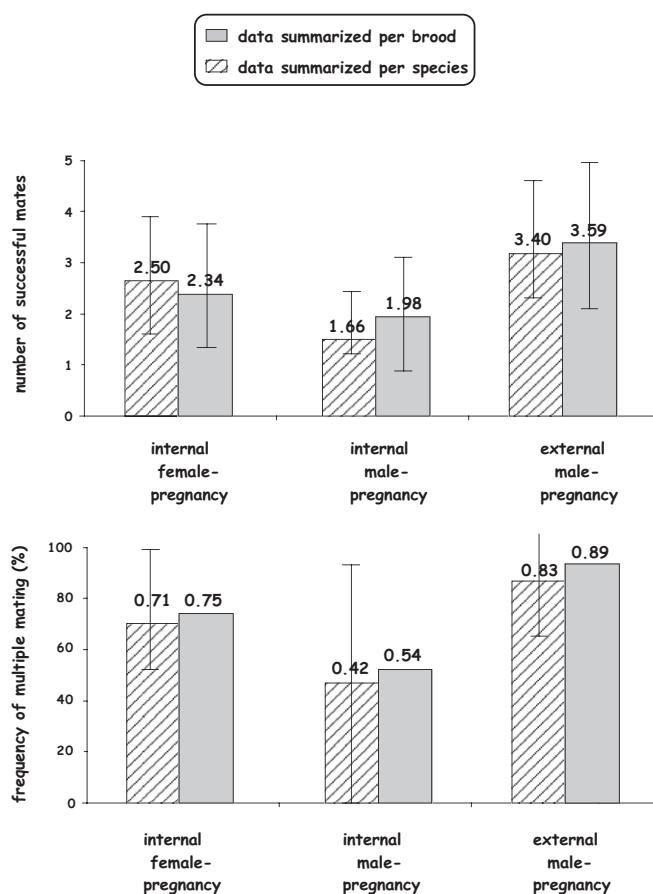 data summarized per brood
data summarized per species
number of successful mates
5
4
3
2
1
0
2.50
2.34
1.66
1.98
3.40
3.59
internal
female-
pregnancy
internal
male-
pregnancy
external
male-
pregnancy
frequency of multiple mating (%)
100
80
60
40
20
0
0.71
0.75
0.42
0.54
0.83
0.89
internal
female-
pregnancy
internal
male-
pregnancy
external
male-
pregnancy